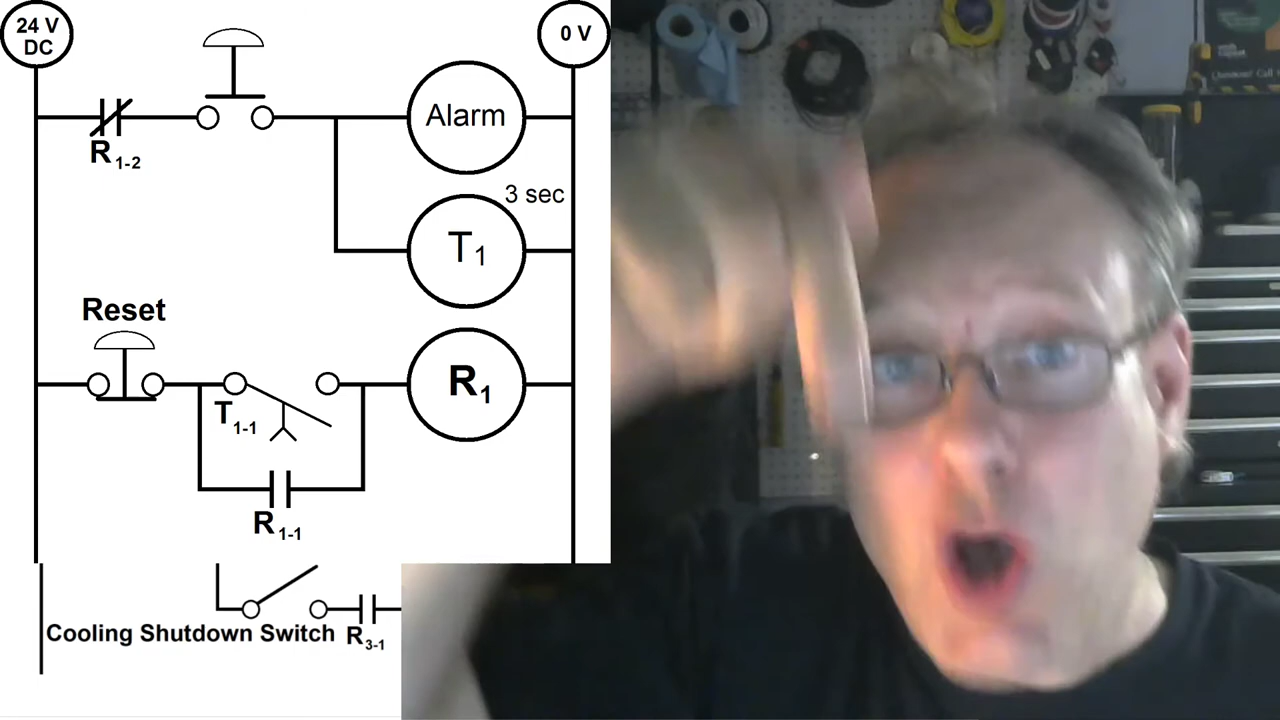 24 V
DC
0 V
R1-2
Alarm
3 sec
T1
Reset
R1
T1-1
R1-1
Cooling Shutdown Switch
R3-1